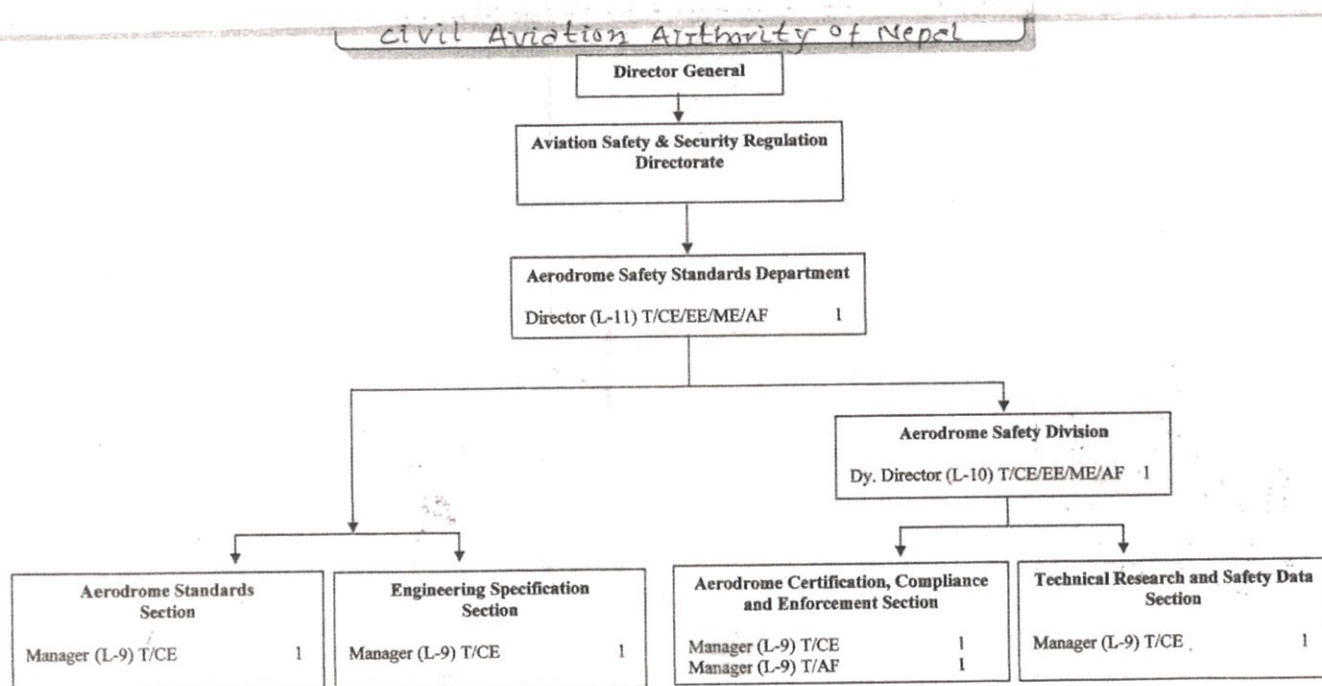 civil Aviation Authority of Nepal
Director General
Aviation Safety & Security Regulation
Directorate
Aerodrome Safety Standards Department
Director (L-11) T/CE/EE/ME/AF 1
Aerodrome Safety Division
Dy. Director (L-10) T/CE/EE/ME/AF 1
Aerodrome Standards
Section
Manager (L-9) T/CE 1
Engineering Specification
Section
Manager (L-9) T/CE 1
Aerodrome Certification, Compliance
and Enforcement Section
Manager (L-9) T/CE 1
Manager (L-9) T/AF 1
Technical Research and Safety Data
Section
Manager (L-9) T/CE 1